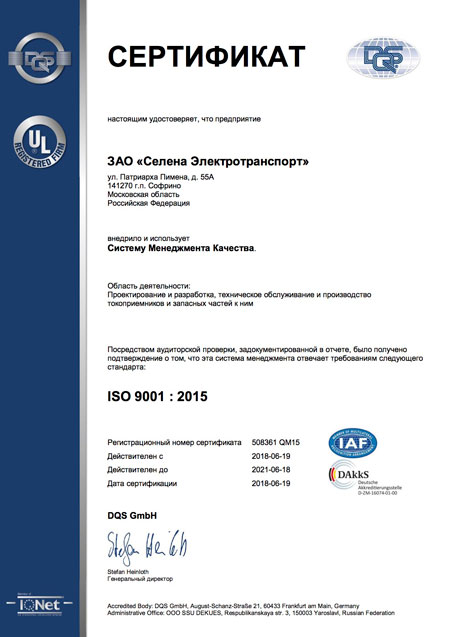 DQS
СЕРТИФИКАТ
DQS
UL
REGISTERED FIRM
настоящим удостоверяет, что предприятие
ЗАО «Селена Электротранспорт»
ул. Патриарха Пимена, д. 55А
141270 г.п. Софрино
Московская область
Российская Федерация
внедрило и использует
Систему Менеджмента Качества.
Область деятельности:
Проектирование и разработка, техническое обслуживание и производство
токоприемников и запасных частей к ним
Посредством аудиторской проверки, задокументированной в отчете, было получено
подтверждение о том, что эта система менеджмента отвечает требованиям следующего
стандарта:
ISO 9001 : 2015
Регистрационный номер сертификата 508361 QM15
Действителен с 2018-06-19
Действителен до 2021-06-18
Дата сертификации 2018-06-19
IAF
DAkkS
Deutsche
Akkreditierungsstelle
D-ZM-16074-01-00
DQS GmbH
Stefan Heinloth
Stefan Heinloth
Генеральный директор
IQNet
Accredited Body: DQS GmbH, August-Schanz-Straße 21, 60433 Frankfurt am Main, Germany
Administrative Office: OOO SSU DEKUES, Respublikanskaya str. 3, 150003 Yaroslavl, Russian Federation